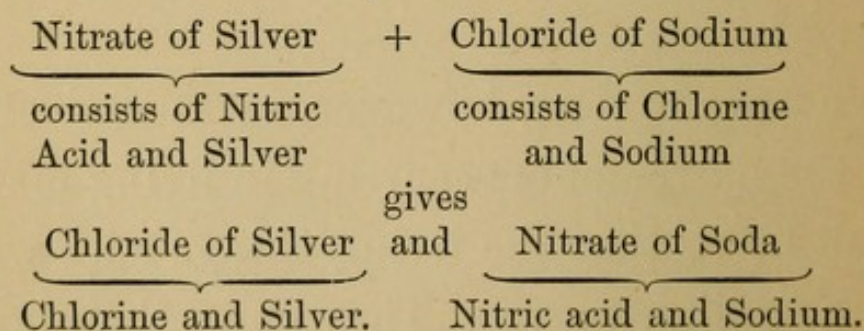 Nitrate of Silver + Chloride of Sodium
consists of Nitric consists of Chlorine
Acid and Silver and Sodium
gives
Chloride of Silver and Nitrate of Soda
Chlorine and Silver. Nitric acid and Sodium.